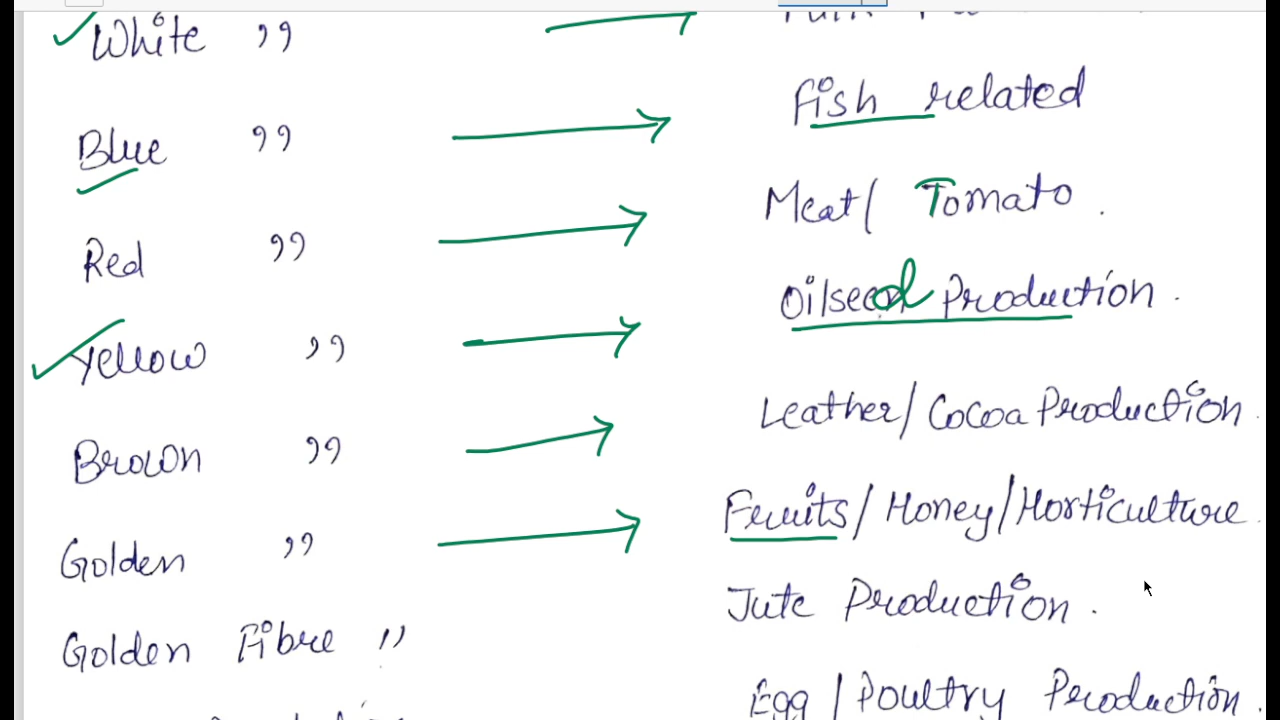 White ,,
Fish related
Blue ,,
Meat/ Tomato.
Red ,,
Oilseed Production.
Yellow ,,
Leather/ Cocoa Production.
Brown ,,
Fruits/ Honey/ Horticulture.
Golden ,,
Jute Production.
Golden Fibre ,,
Egg / Poultry Production.